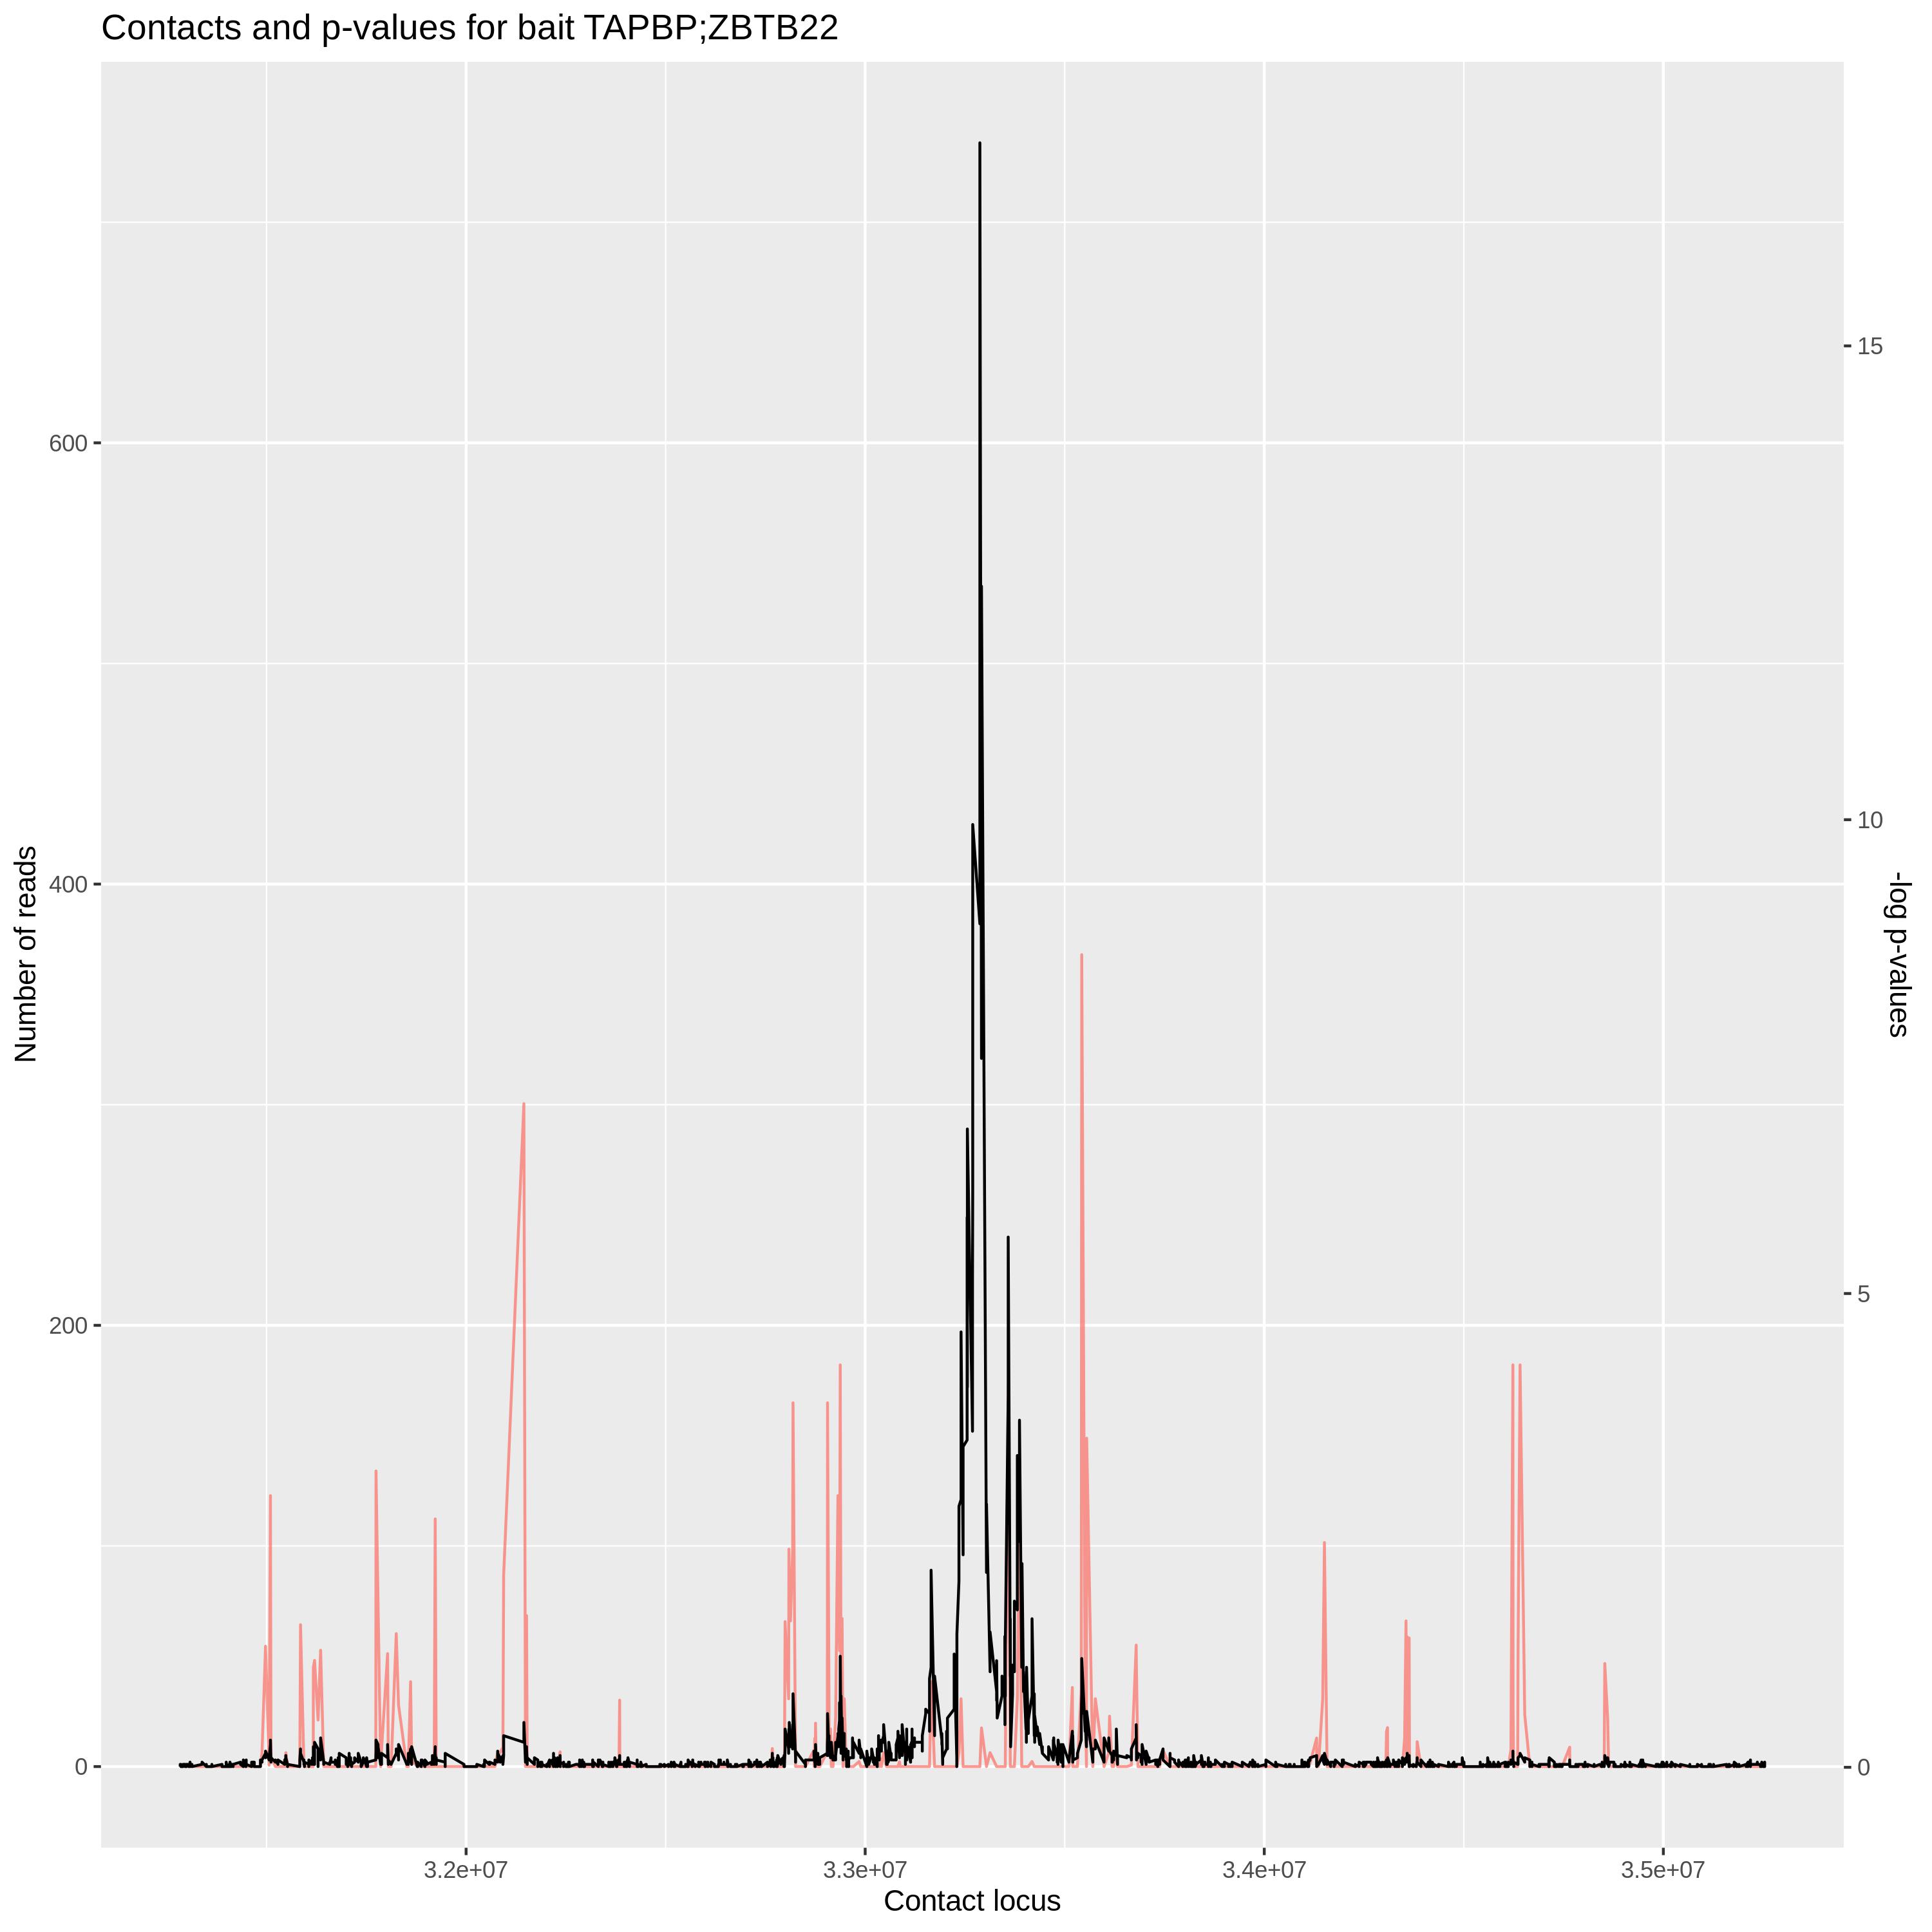 Contacts and p-values for bait TAPBP;ZBTB22
Number of reads
600
400
200
0
15
10
5
0
-log p-values
3.2e+07
3.3e+07
3.4e+07
3.5e+07
Contact locus